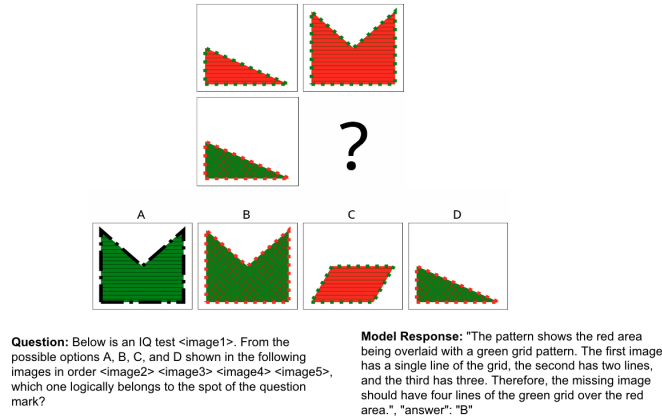 ?
A B C D
Question: Below is an IQ test <image1>. From the
possible options A, B, C, and D shown in the following
images in order <image2> <image3> <image4> <image5>,
which one logically belongs to the spot of the question
mark?
Model Response: "The pattern shows the red area
being overlaid with a green grid pattern. The first image
has a single line of the grid, the second has two lines,
and the third has three. Therefore, the missing image
should have four lines of the green grid over the red
area.", "answer": "B"